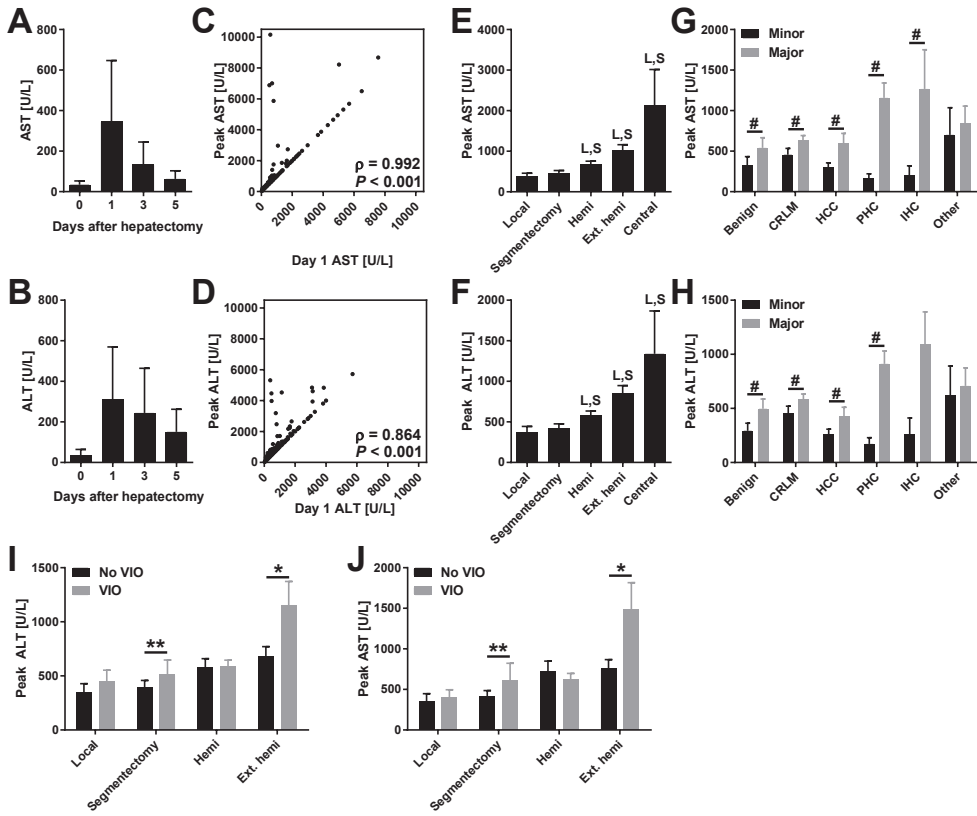 A
AST [U/L]
800
600
400
200
0
0 1 3 5
Days after hepatectomy
C
Peak AST [U/L]
10000
8000
6000
4000
2000
0
ρ = 0.992
P < 0.001
0 2000 4000 6000 8000 10000
Day 1 AST [U/L]
E
Peak AST [U/L]
4000
3000
2000
1000
0
L,S
L,S
L,S
Local
Segmentectomy
Hemi
Ext. hemi
Central
G
Minor
Major
Peak AST [U/L]
2000
1500
1000
500
0
# # # # #
Benign
CRLM
HCC
PHC
IHC
Other
B
ALT [U/L]
800
600
400
200
0
0 1 3 5
Days after hepatectomy
D
Peak ALT [U/L]
10000
8000
6000
4000
2000
0
ρ = 0.864
P < 0.001
0 2000 4000 6000 8000 10000
Day 1 ALT [U/L]
F
Peak ALT [U/L]
2000
1500
1000
500
0
L,S
L,S
L,S
Local
Segmentectomy
Hemi
Ext. hemi
Central
H
Minor
Major
Peak ALT [U/L]
1500
1000
500
0
# # # #
Benign
CRLM
HCC
PHC
IHC
Other
I
No VIO
VIO
Peak ALT [U/L]
1500
1000
500
0
**
*
Local
Segmentectomy
Hemi
Ext. hemi
J
No VIO
VIO
Peak AST [U/L]
2000
1500
1000
500
0
**
*
Local
Segmentectomy
Hemi
Ext. hemi